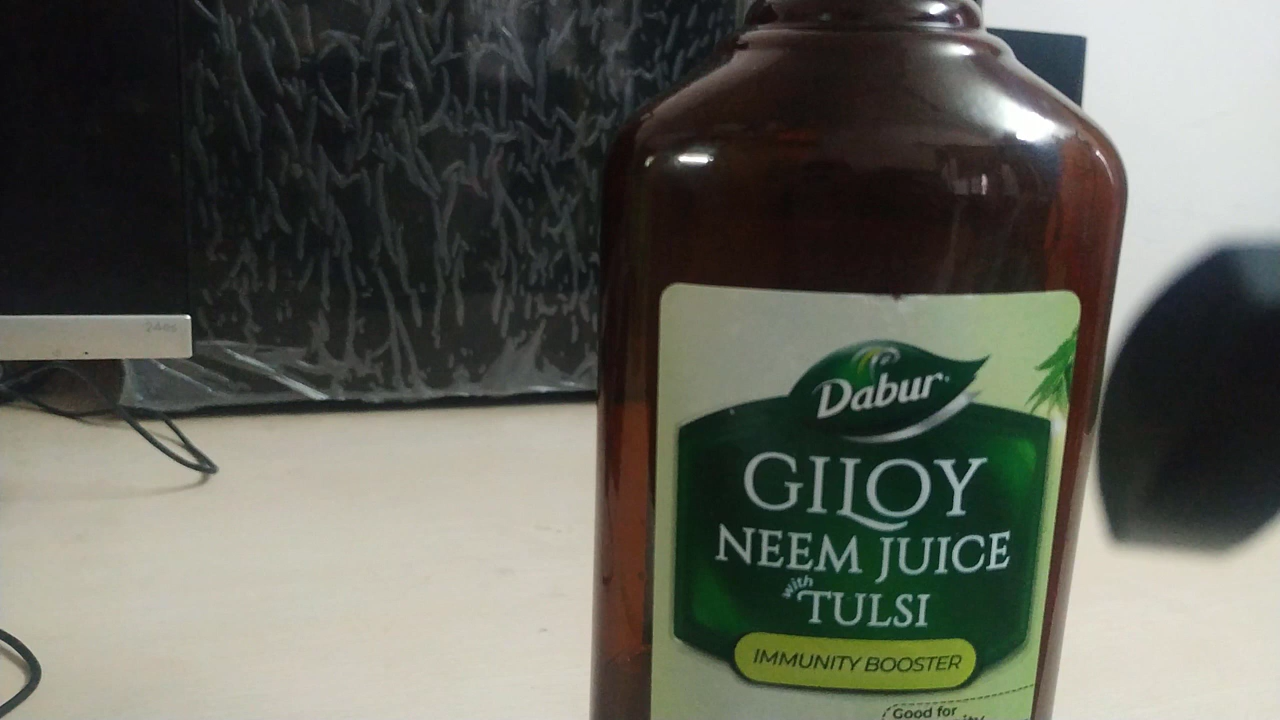 Dabur
GILOY
NEEM JUICE
with
TULSI
IMMUNITY BOOSTER
Good for